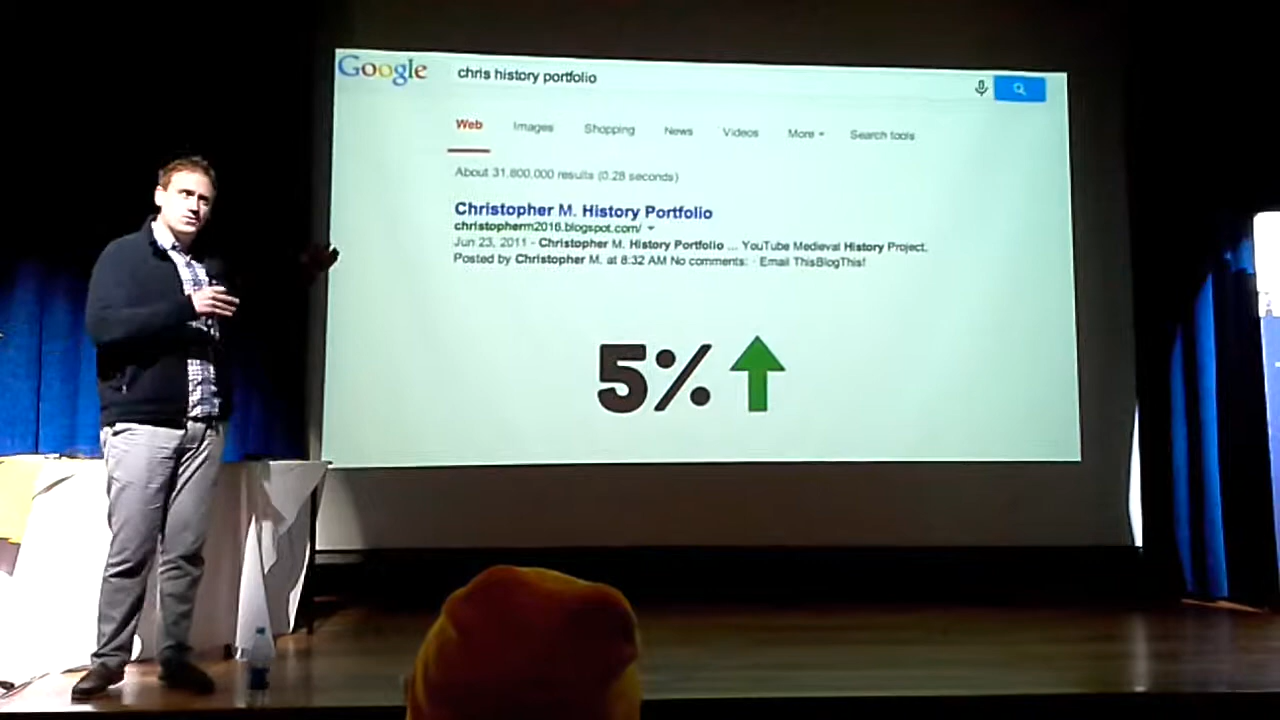 Google chris history portfolio
Web Images Shopping News Videos More Search tools
About 31,800,000 results (0.28 seconds)
Christopher M. History Portfolio
christopherm2016.blogspot.com/
Jun 23, 2011 - Christopher M. History Portfolio ... YouTube Medieval History Project.
Posted by Christopher M. at 8:32 AM No comments: · Email ThisBlogThis!
5%